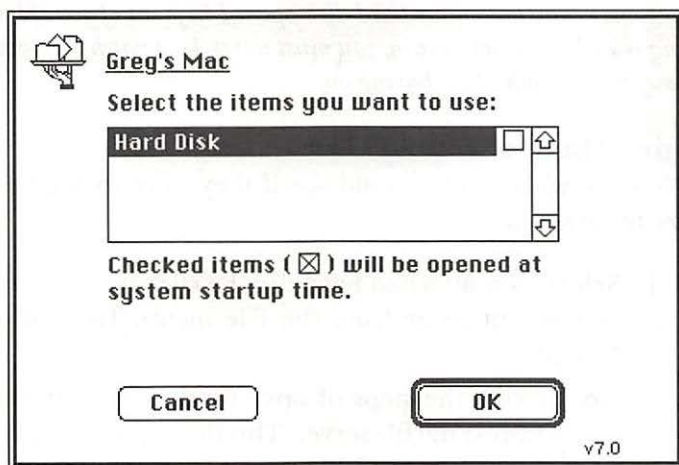 Greg's Mac
Select the items you want to use:
Hard Disk
Checked items ( ☒ ) will be opened at
system startup time.
Cancel
OK
v7.0